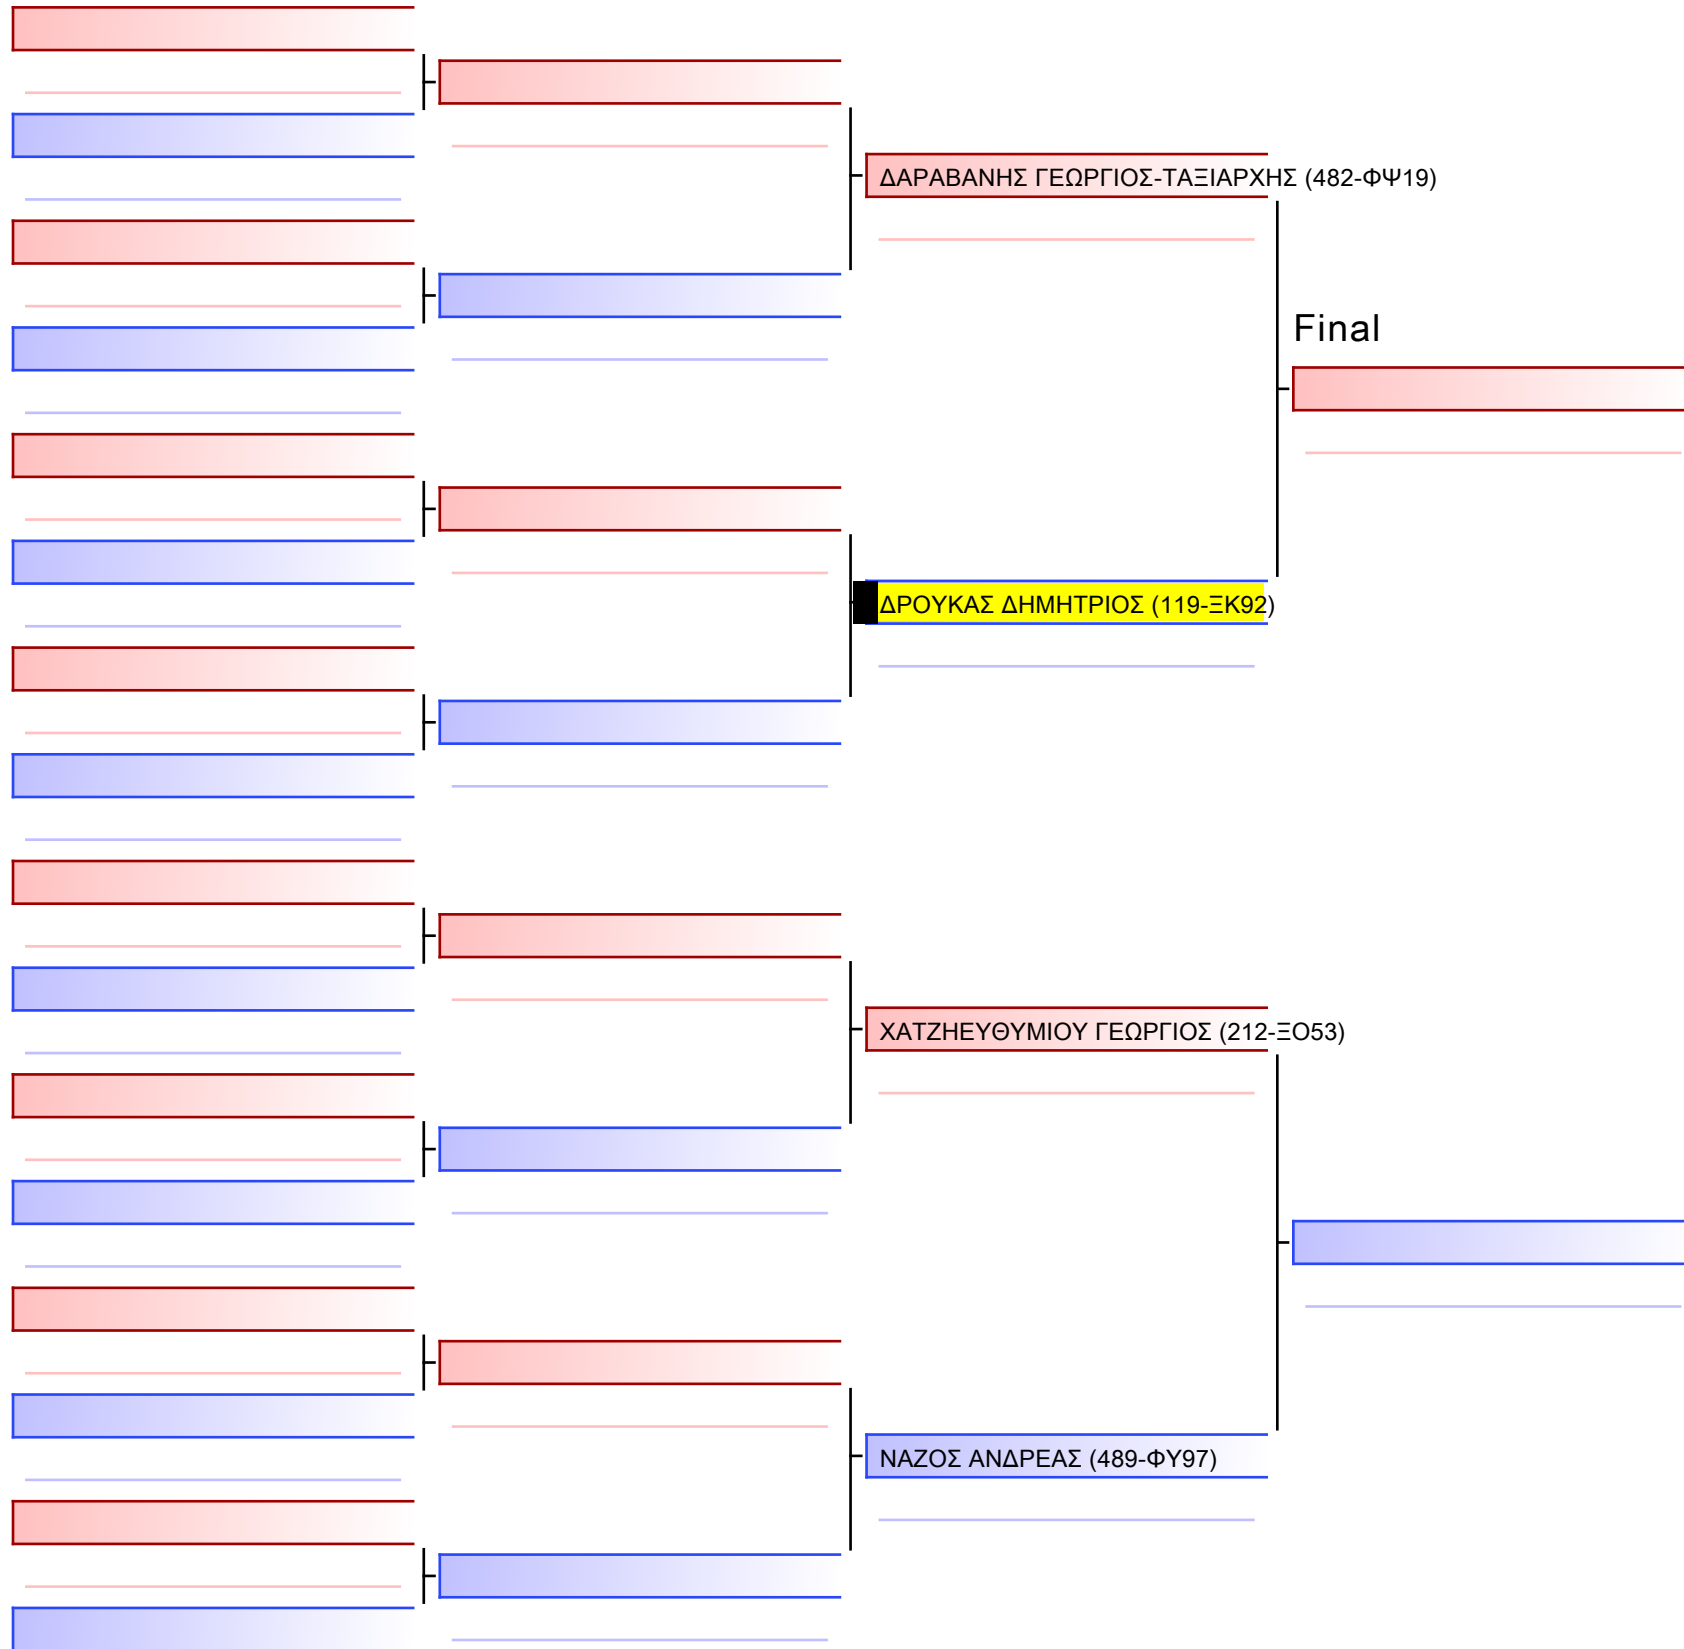 ΔΑΡΑΒΑΝΗΣ ΓΕΩΡΓΙΟΣ-ΤΑΞΙΑΡΧΗΣ (482-ΦΨ19)
Final
ΔΡΟΥΚΑΣ ΔΗΜΗΤΡΙΟΣ (119-ΞΚ92)
ΧΑΤΖΗΕΥΘΥΜΙΟΥ ΓΕΩΡΓΙΟΣ (212-ΞΟ53)
ΝΑΖΟΣ ΑΝΔΡΕΑΣ (489-ΦΥ97)